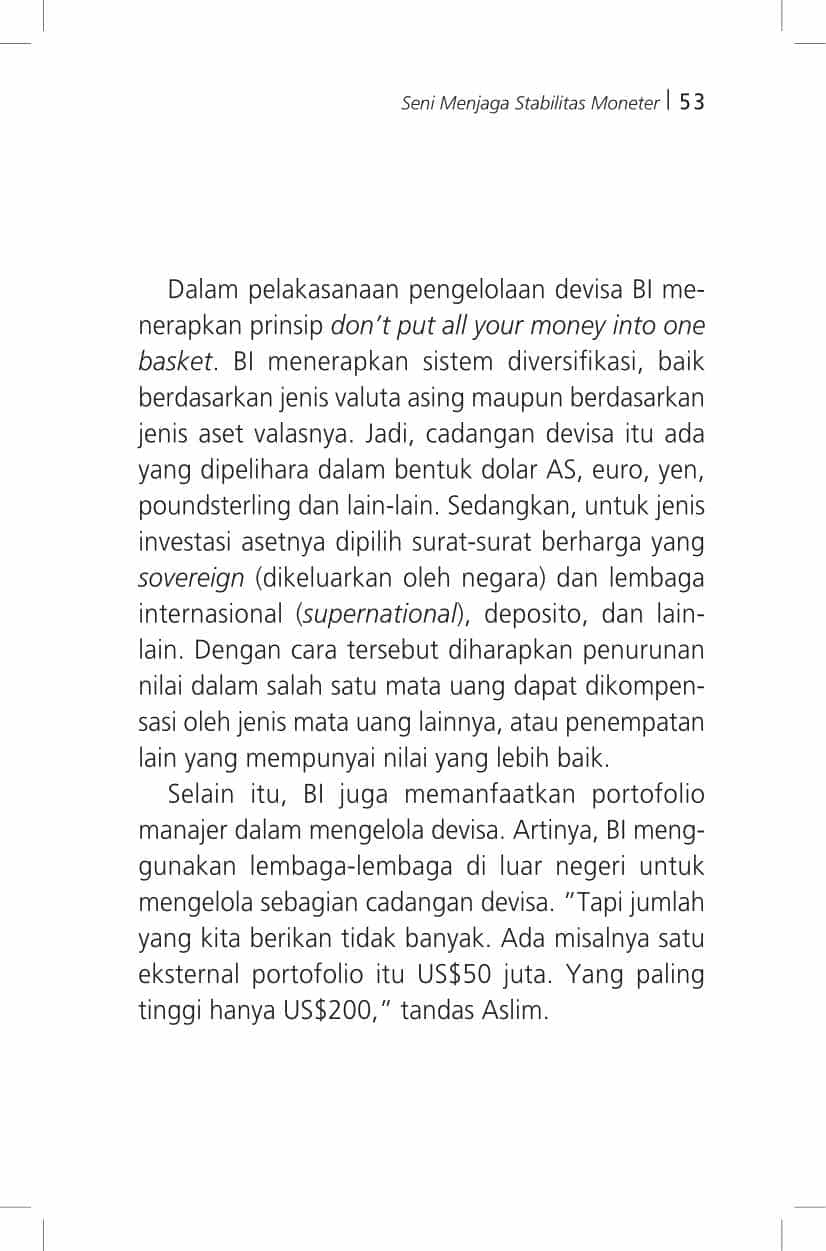 Seni Menjaga Stabilitas Moneter | 53
Dalam pelakasanaan pengelolaan devisa BI me-
nerapkan prinsip don’t put all your money into one
basket. BI menerapkan sistem diversifikasi, baik
berdasarkan jenis valuta asing maupun berdasarkan
jenis aset valasnya. Jadi, cadangan devisa itu ada
yang dipelihara dalam bentuk dolar AS, euro, yen,
poundsterling dan lain-lain. Sedangkan, untuk jenis
investasi asetnya dipilih surat-surat berharga yang
sovereign (dikeluarkan oleh negara) dan lembaga
internasional (supernational), deposito, dan lain-
lain. Dengan cara tersebut diharapkan penurunan
nilai dalam salah satu mata uang dapat dikompen-
sasi oleh jenis mata uang lainnya, atau penempatan
lain yang mempunyai nilai yang lebih baik.
Selain itu, BI juga memanfaatkan portofolio
manajer dalam mengelola devisa. Artinya, BI meng-
gunakan lembaga-lembaga di luar negeri untuk
mengelola sebagian cadangan devisa. ”Tapi jumlah
yang kita berikan tidak banyak. Ada misalnya satu
eksternal portofolio itu US$50 juta. Yang paling
tinggi hanya US$200,” tandas Aslim.